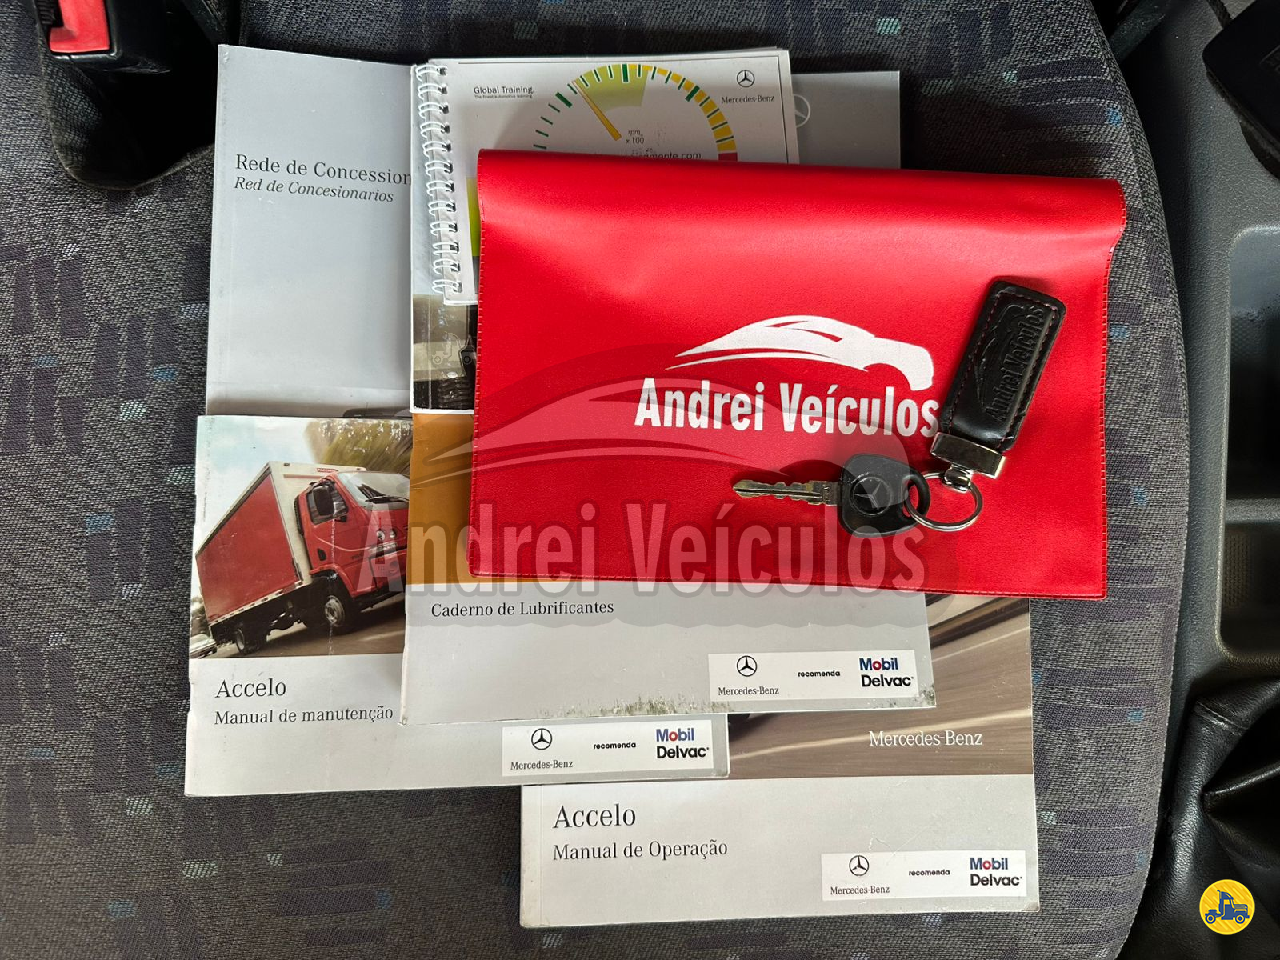 Global Training.
Mercedes-Benz
RPM
x 100
Rede de Concession
Red de Concesionarios
Andrei Veículos
Andrei Veículos
Andrei Veículos
Caderno de Lubrificantes
Mercedes-Benz
recomenda
Mobil
Delvac
Accelo
Manual de manutenção
Mercedes-Benz
recomenda
Mobil
Delvac
Mercedes-Benz
Accelo
Manual de Operação
Mercedes-Benz
recomenda
Mobil
Delvac